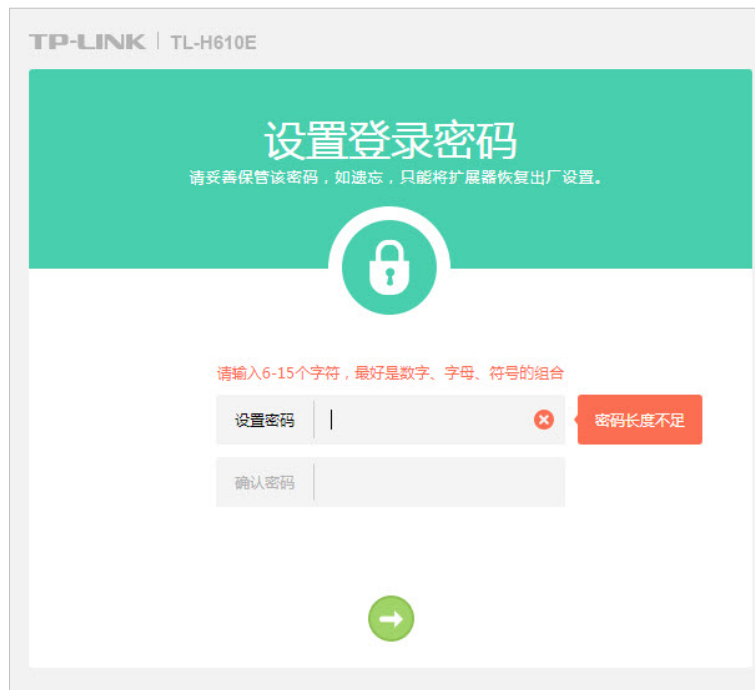 TP-LINK | TL-H610E
设置登录密码
请妥善保管该密码，如遗忘，只能将扩展器恢复出厂设置。
请输入6-15个字符，最好是数字、字母、符号的组合
设置密码 密码长度不足
确认密码